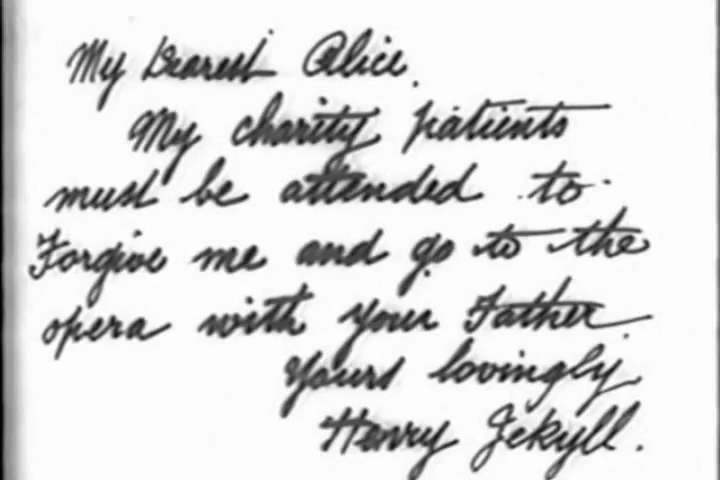 My Dearest Alice.
My charity patients
must be attended to.
Forgive me and go to the
opera with your Father.
Yours lovingly
Henry Jekyll.